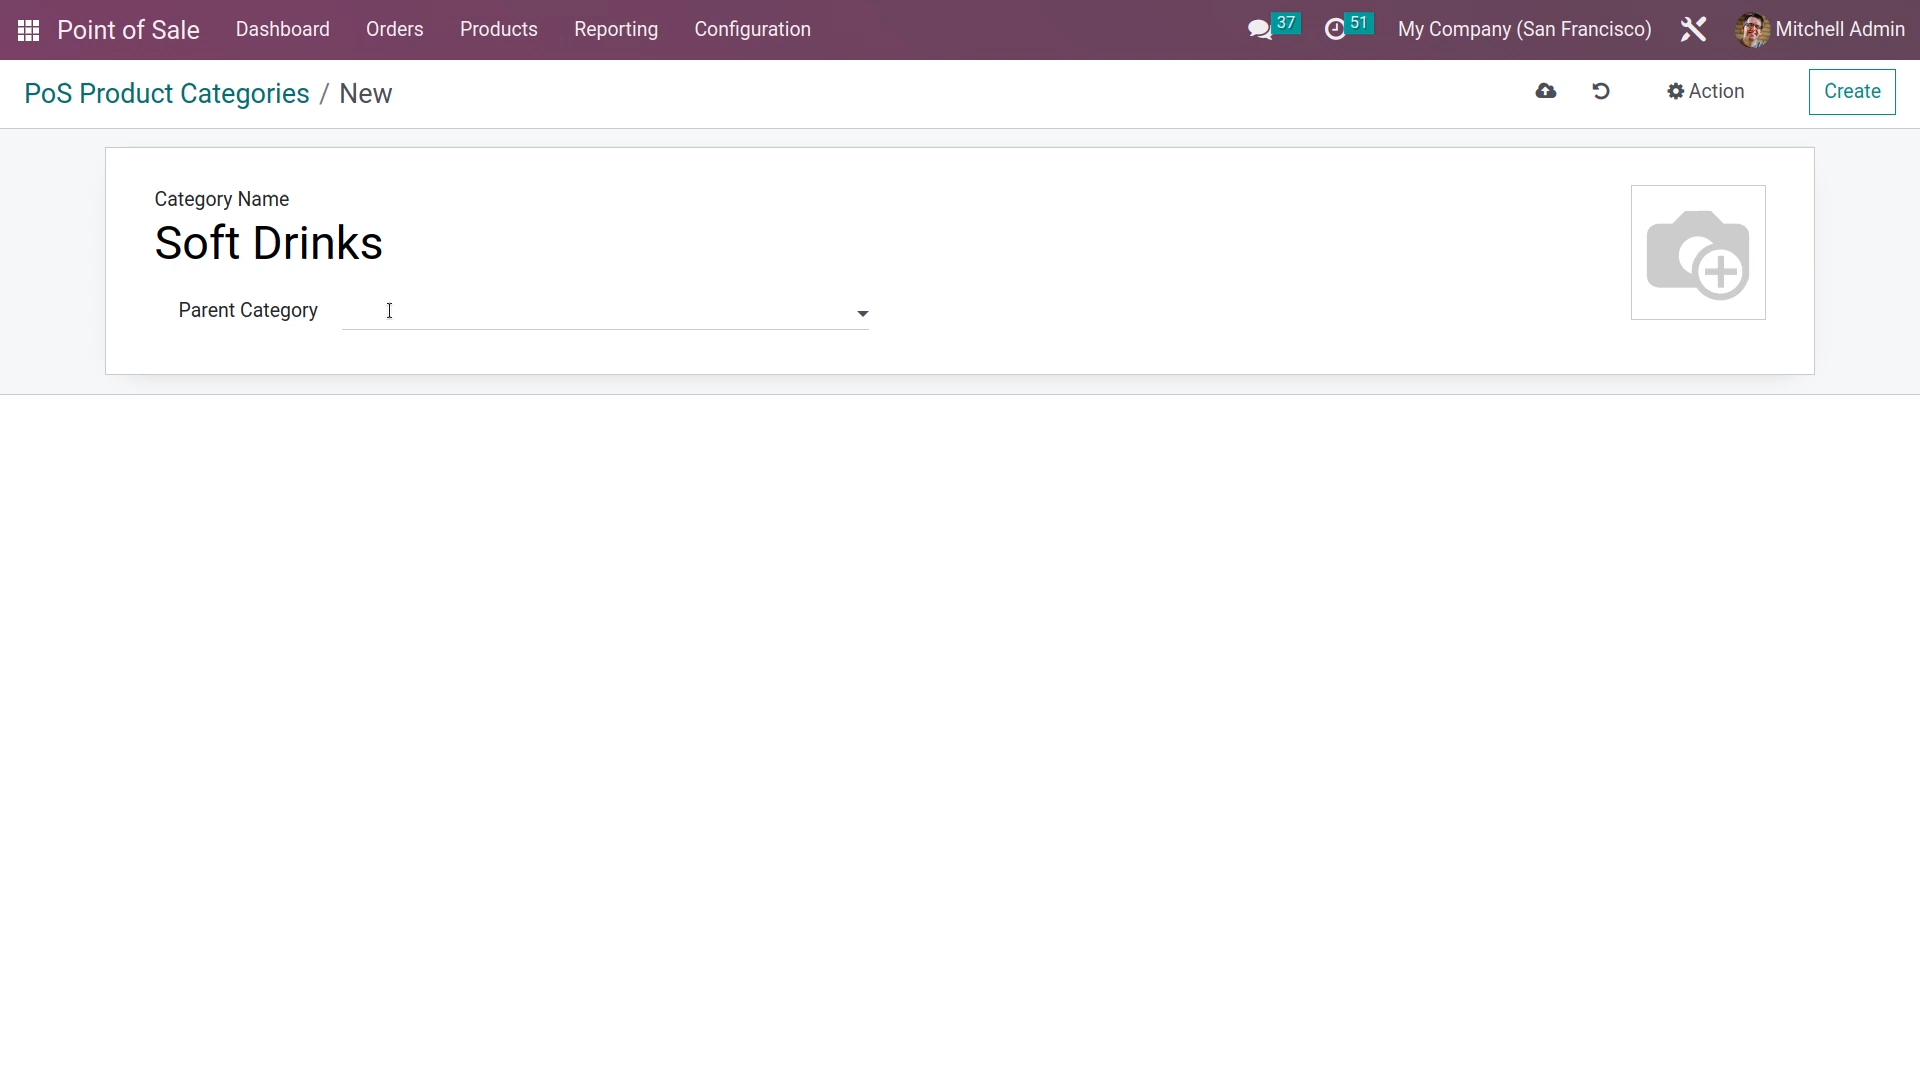 Point of Sale Dashboard Orders Products Reporting Configuration 37 51 My Company (San Francisco) Mitchell Admin
PoS Product Categories / New Action Create
Category Name
Soft Drinks
Parent Category